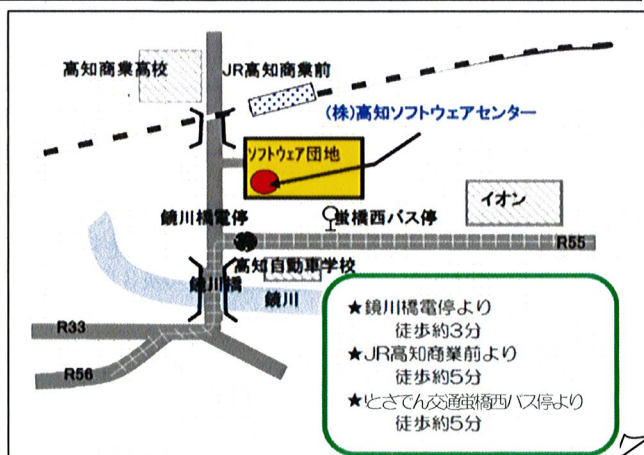 高知商業高校
JR高知商業前
(株)高知ソフトウェアセンター
ソフトウェア団地
イオン
鏡川橋電停
蛍橋西バス停
R55
高知自動車学校
鏡川橋
鏡川
R33
R56
★鏡川橋電停より
徒歩約3分
★JR高知商業前より
徒歩約5分
★とさでん交通蛍橋西バス停より
徒歩約5分